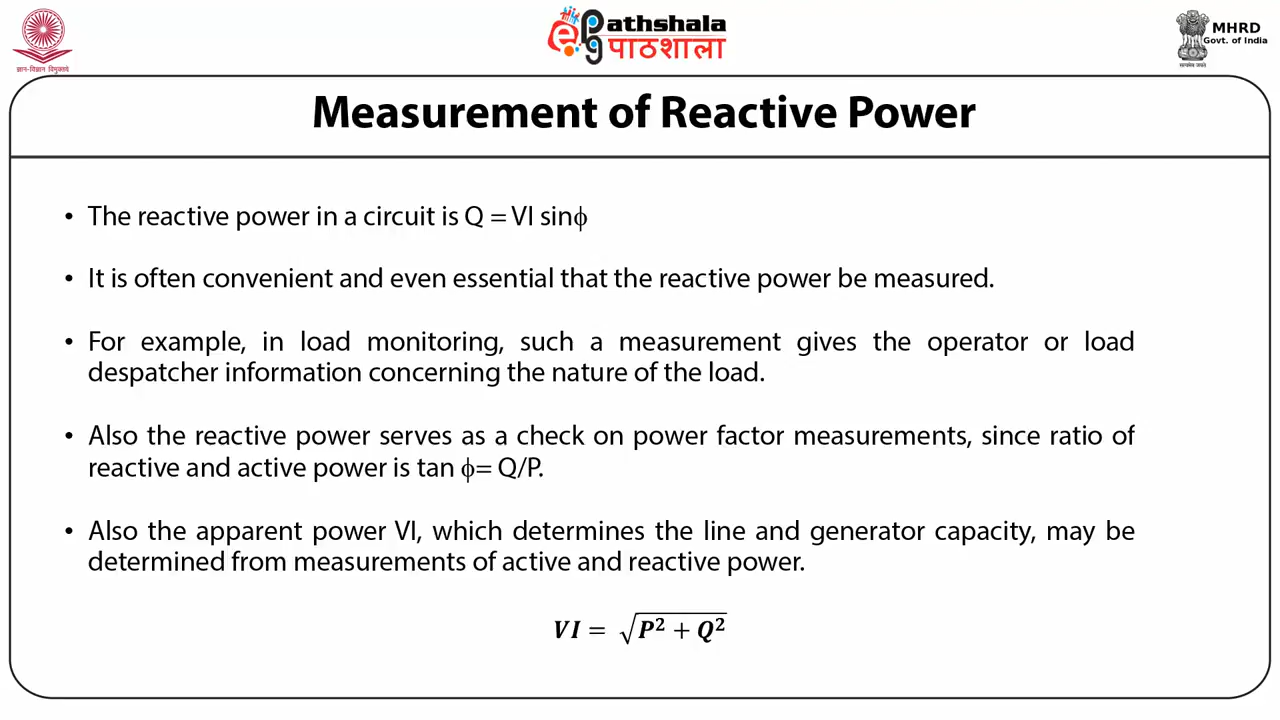 ज्ञान-विज्ञान विमुक्तये
epg athshala
पाठशाला
MHRD
Govt. of India
सत्यमेव जयते
Measurement of Reactive Power
• The reactive power in a circuit is Q = VI sinϕ
• It is often convenient and even essential that the reactive power be measured.
• For example, in load monitoring, such a measurement gives the operator or load
despatcher information concerning the nature of the load.
• Also the reactive power serves as a check on power factor measurements, since ratio of
reactive and active power is tan ϕ= Q/P.
• Also the apparent power VI, which determines the line and generator capacity, may be
determined from measurements of active and reactive power.
VI = √(P² + Q²)